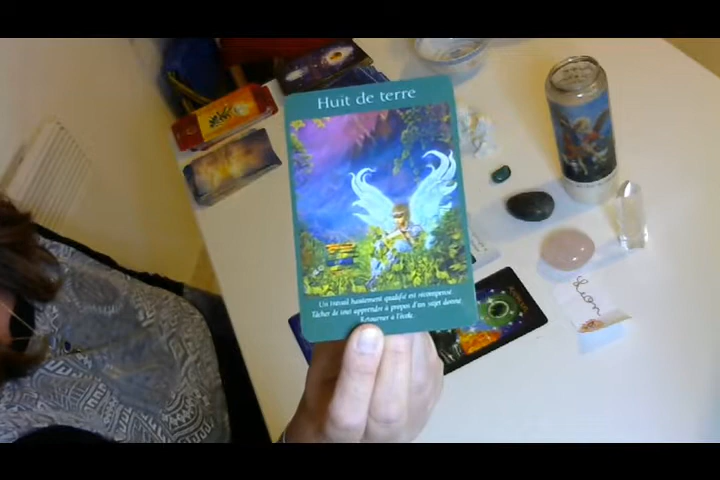 Huit de terre
Un travail hautement qualifié est récompensé.
Tâcher de tout apprendre à propos d'un sujet donné.
Retourner à l'école.
Lion